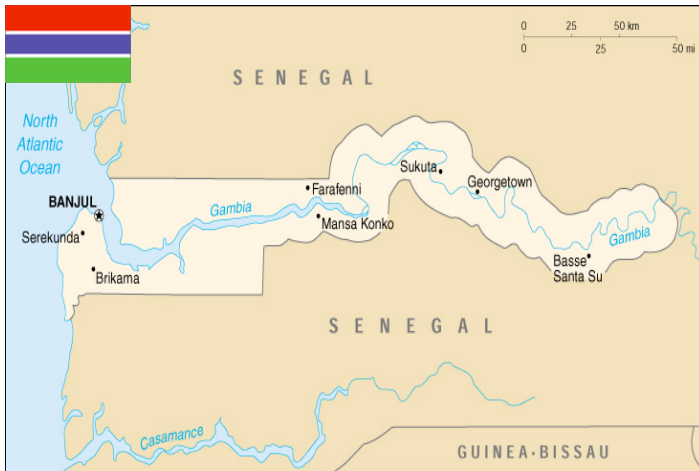 0 25 50 km
0 25 50 mi
SENEGAL
North
Atlantic
Ocean
Sukuta
Georgetown
Farafenni
BANJUL
Gambia
Mansa Konko
Serekunda
Gambia
Basse
Santa Su
Brikama
SENEGAL
Casamance
GUINEA-BISSAU